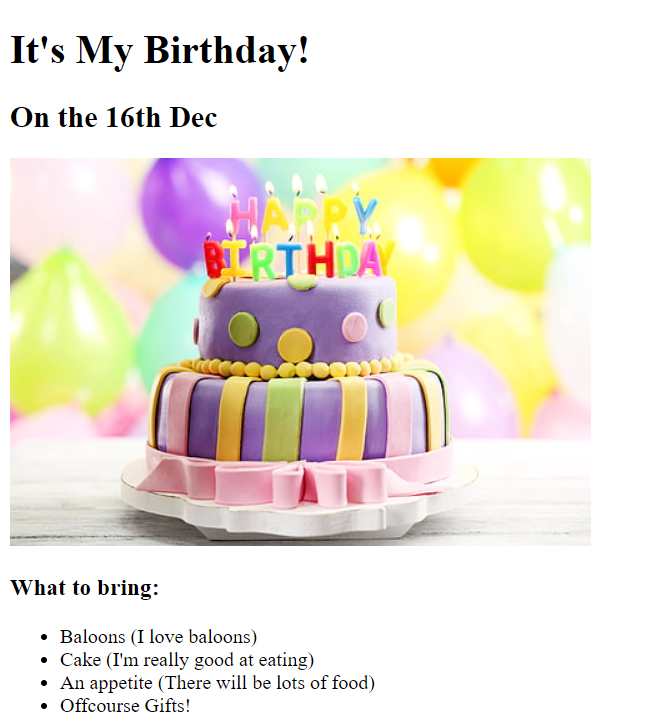 It's My Birthday!
On the 16th Dec
HAPPY
BIRTHDAY
What to bring:
Baloons (I love baloons)
Cake (I'm really good at eating)
An appetite (There will be lots of food)
Offcourse Gifts!